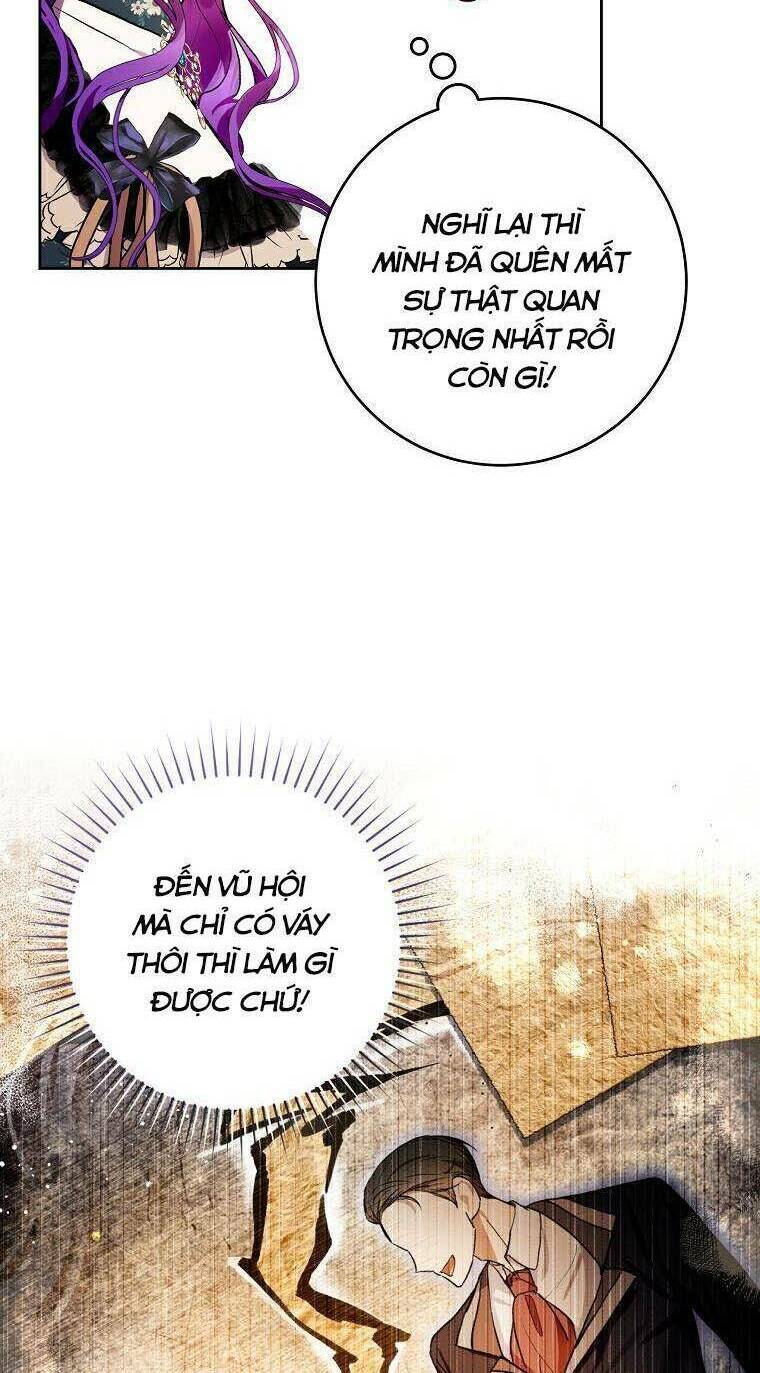 NGHĨ LẠI THÌ
MÌNH ĐÃ QUÊN MẤT
SỰ THẬT QUAN
TRỌNG NHẤT RỒI
CÒN GÌ!
ĐẾN VŨ HỘI
MÀ CHỈ CÓ VÁY
THÔI THÌ LÀM GÌ
ĐƯỢC CHỨ!